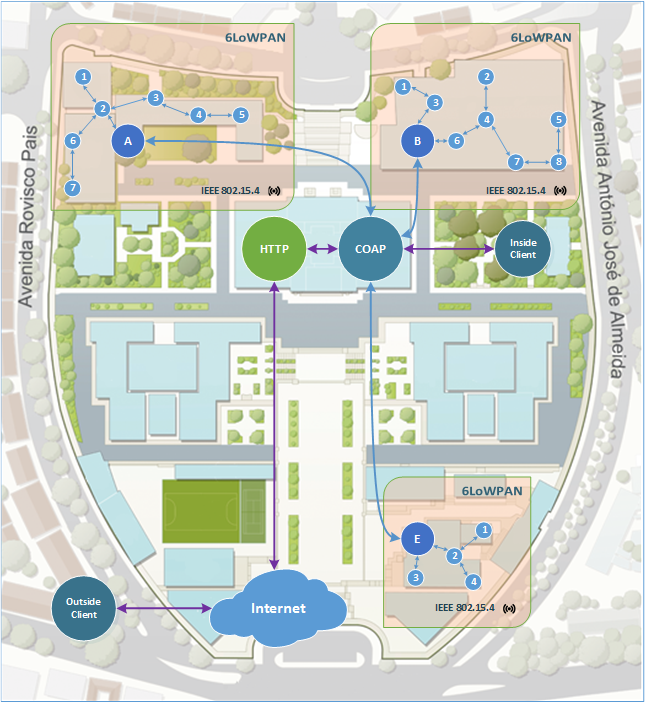 6LoWPAN
1
2
3
4
5
6
7
A
IEEE 802.15.4
6LoWPAN
1
2
3
4
5
6
7
8
B
IEEE 802.15.4
Avenida Rovisco Pais
Avenida António José de Almeida
HTTP
COAP
Inside
Client
6LoWPAN
E
1
2
3
4
IEEE 802.15.4
Outside
Client
Internet